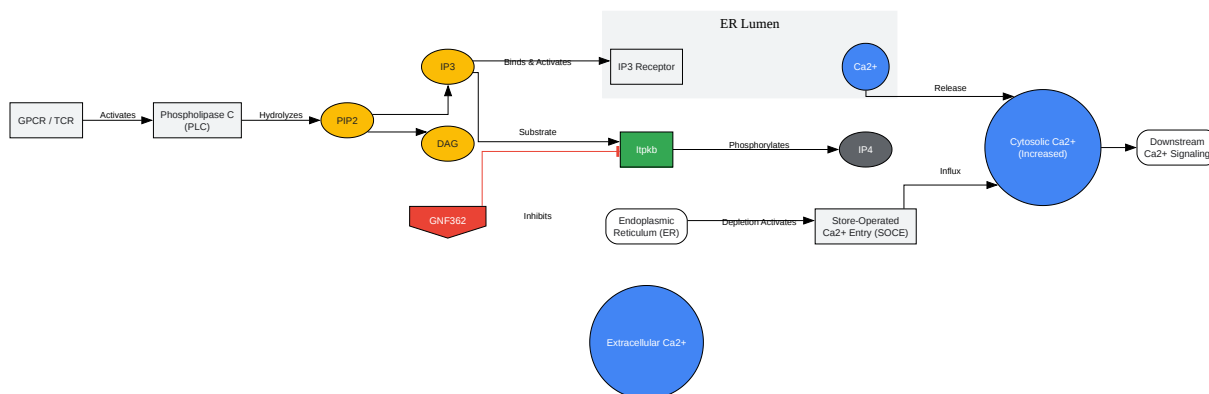 ER Lumen
IP3
Binds & Activates
IP3 Receptor
Ca2+
Release
GPCR / TCR
Activates
Phospholipase C
(PLC)
Hydrolyzes
PIP2
DAG
Substrate
Itpkb
Phosphorylates
IP4
Cytosolic Ca2+
(Increased)
Downstream
Ca2+ Signaling
Influx
GNF362
Inhibits
Endoplasmic
Reticulum (ER)
Depletion Activates
Store-Operated
Ca2+ Entry (SOCE)
Extracellular Ca2+